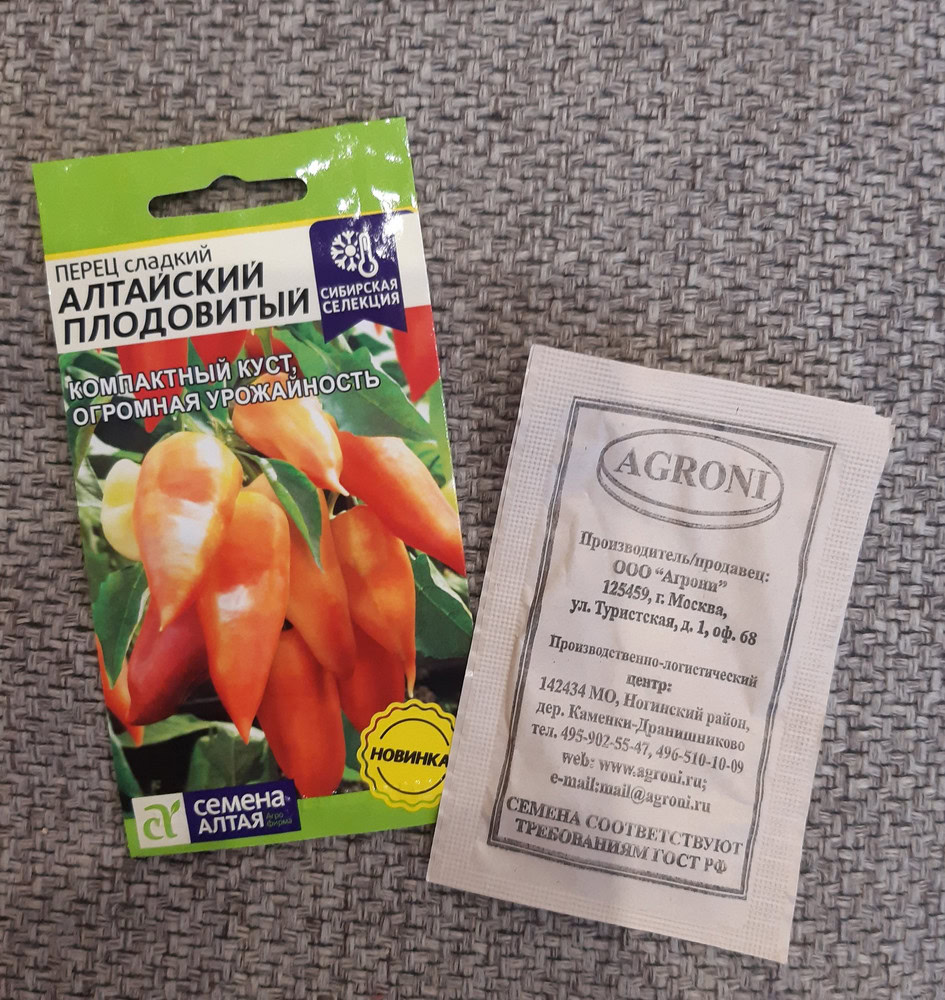 ПЕРЕЦ СЛАДКИЙ
АЛТАЙСКИЙ
ПЛОДОВИТЫЙ
СИБИРСКАЯ
СЕЛЕКЦИЯ
КОМПАКТНЫЙ КУСТ,
ОГРОМНАЯ УРОЖАЙНОСТЬ
НОВИНКА
семена
АЛТАЯ
Агро
фирма
AGRONI
Производитель/продавец:
ООО "Агрони"
125459, г. Москва,
ул. Туристская, д. 1, оф. 68
Производственно-логистический
центр:
142434 МО, Ногинский район,
дер. Каменки-Дранишниково
тел. 495-902-55-47, 496-510-10-09
web: www.agroni.ru;
e-mail:mail@agroni.ru
СЕМЕНА СООТВЕТСТВУЮТ
ТРЕБОВАНИЯМ ГОСТ РФ